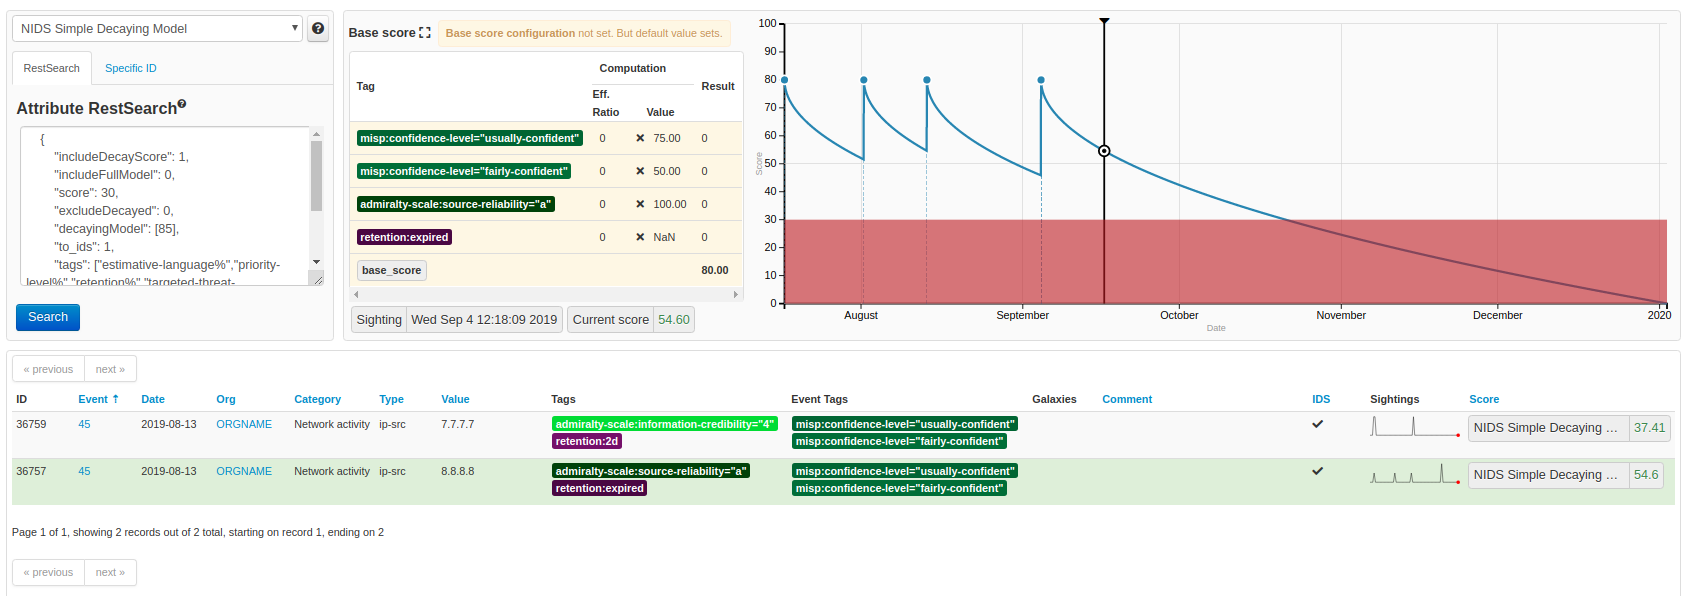 NIDS Simple Decaying Model
RestSearch
Specific ID
Attribute RestSearch
{
"includeDecayScore": 1,
"includeFullModel": 0,
"score": 30,
"excludeDecayed": 0,
"decayingModel": [85],
"to_ids": 1,
"tags": ["estimative-language%","priority-
level%","retention%","targeted-threat-
Search
Base score
Base score configuration not set. But default value sets.
Tag
Computation
Result
Eff.
Ratio
Value
misp:confidence-level="usually-confident" 0 ✕ 75.00 0
misp:confidence-level="fairly-confident" 0 ✕ 50.00 0
admiralty-scale:source-reliability="a" 0 ✕ 100.00 0
retention:expired 0 ✕ NaN 0
base_score 80.00
Sighting Wed Sep 4 12:18:09 2019 Current score 54.60
100
90
80
70
60
50
40
30
20
10
0
Score
August September October November December 2020
Date
« previous next »
ID Event ↑ Date Org Category Type Value Tags Event Tags Galaxies Comment IDS Sightings Score
36759 45 2019-08-13 ORGNAME Network activity ip-src 7.7.7.7 admiralty-scale:information-credibility="4" misp:confidence-level="usually-confident" NIDS Simple Decaying ... 37.41
retention:2d misp:confidence-level="fairly-confident"
36757 45 2019-08-13 ORGNAME Network activity ip-src 8.8.8.8 admiralty-scale:source-reliability="a" misp:confidence-level="usually-confident" NIDS Simple Decaying ... 54.6
retention:expired misp:confidence-level="fairly-confident"
Page 1 of 1, showing 2 records out of 2 total, starting on record 1, ending on 2
« previous next »